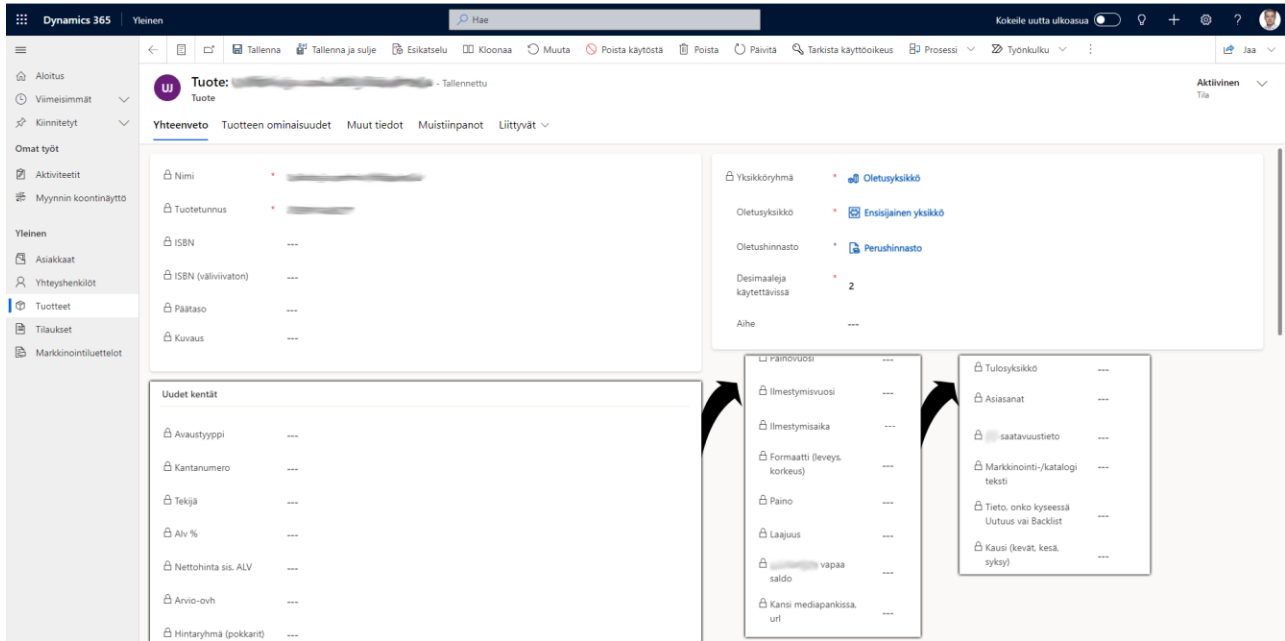 Dynamics 365 Yleinen Hae Kokeile uutta ulkoasua ?
Tallenna Tallenna ja sulje Esikatselu Kloonaa Muuta Poista käytöstä Poista Päivitä Tarkista käyttöoikeus Prosessi Työnkulku Jaa
Aloitus
Viimeisimmät
Kiinnitetyt
Omat työt
Aktiviteetit
Myynnin koontinäyttö
Yleinen
Asiakkaat
Yhteyshenkilöt
Tuotteet
Tilaukset
Markkinointiluettelot
UJ
Tuote: - Tallennettu
Tuote
Aktiivinen
Tila
Yhteenveto Tuotteen ominaisuudet Muut tiedot Muistiinpanot Liittyvät
Nimi *
Tuotetunnus *
ISBN ---
ISBN (väliviivaton) ---
Päätaso ---
Kuvaus ---
Yksikköryhmä * Oletusyksikkö
Oletusyksikkö * Ensisijainen yksikkö
Oletushinnasto * Perushinnasto
Desimaaleja
käytettävissä * 2
Aihe ---
Uudet kentät
Avaustyyppi ---
Kantanumero ---
Tekijä ---
Alv % ---
Nettohinta sis. ALV ---
Arvio-ovh ---
Hintaryhmä (pokkarit) ---
Painovuosi ---
Ilmestymisvuosi ---
Ilmestymisaika ---
Formaatti (leveys,
korkeus) ---
Paino ---
Laajuus ---
vapaa
saldo ---
Kansi mediapankissa,
url ---
Tulosyksikkö ---
Asiasanat ---
-saatavuustieto ---
Markkinointi-/katalogi
teksti ---
Tieto, onko kyseessä
Uutuus vai Backlist ---
Kausi (kevät, kesä,
syksy) ---